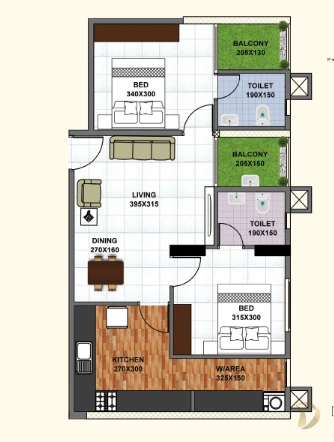 BALCONY
205X130
BED
340X300
TOILET
190X150
BALCONY
205X150
LIVING
395X315
TOILET
190X150
DINING
270X160
BED
315X300
KITCHEN
270X300
W/AREA
325X150